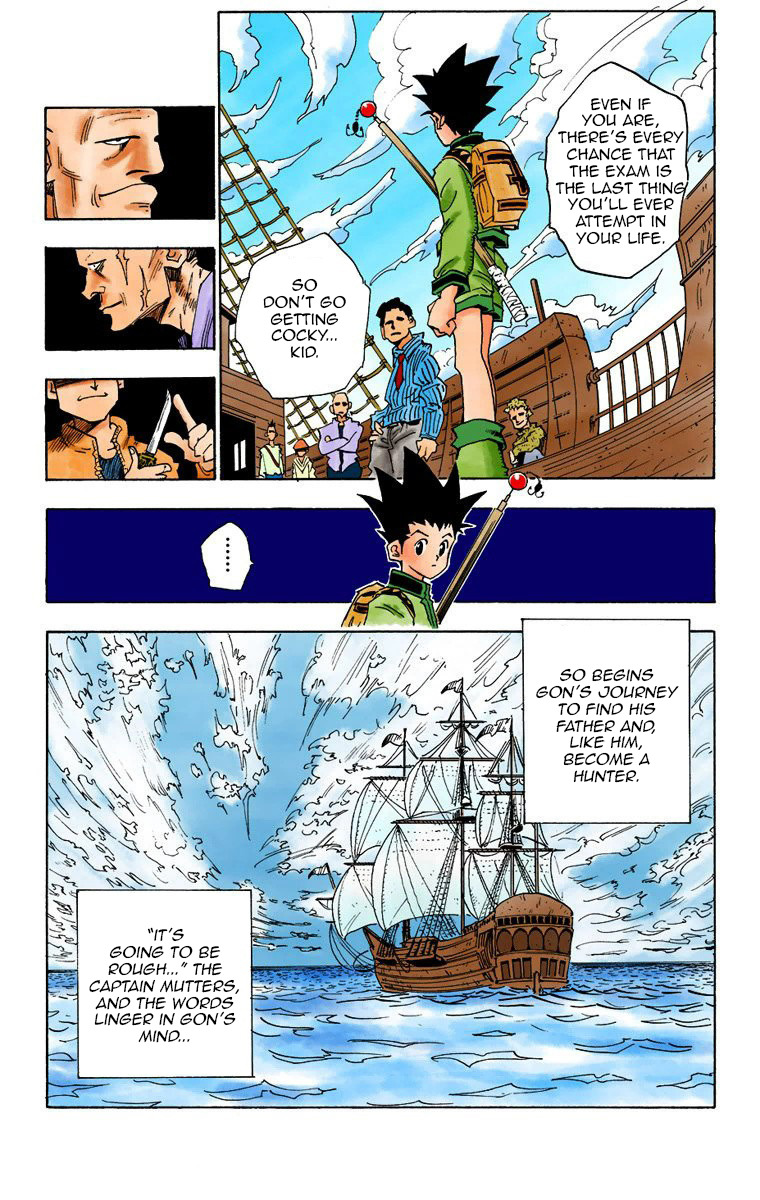 EVEN IF
YOU ARE,
THERE'S EVERY
CHANCE THAT
THE EXAM IS
THE LAST THING
YOU'LL EVER
ATTEMPT IN
YOUR LIFE.
SO
DON'T GO
GETTING
COCKY...
KID.
......
SO BEGINS
GON'S JOURNEY
TO FIND HIS
FATHER AND,
LIKE HIM,
BECOME A
HUNTER.
"IT'S
GOING TO BE
ROUGH..." THE
CAPTAIN MUTTERS,
AND THE WORDS
LINGER IN GON'S
MIND...